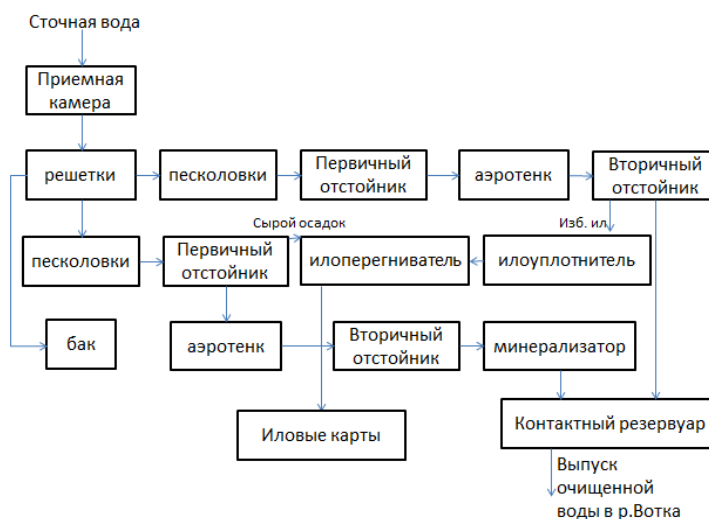 Сточная вода
Приемная
камера
решетки
песколовки
Первичный
отстойник
аэротенк
Вторичный
отстойник
Сырой осадок
Изб. ил
песколовки
Первичный
отстойник
илоперегниватель
илоуплотнитель
бак
аэротенк
Вторичный
отстойник
минерализатор
Иловые карты
Контактный резервуар
Выпуск
очищенной
воды в р.Вотка